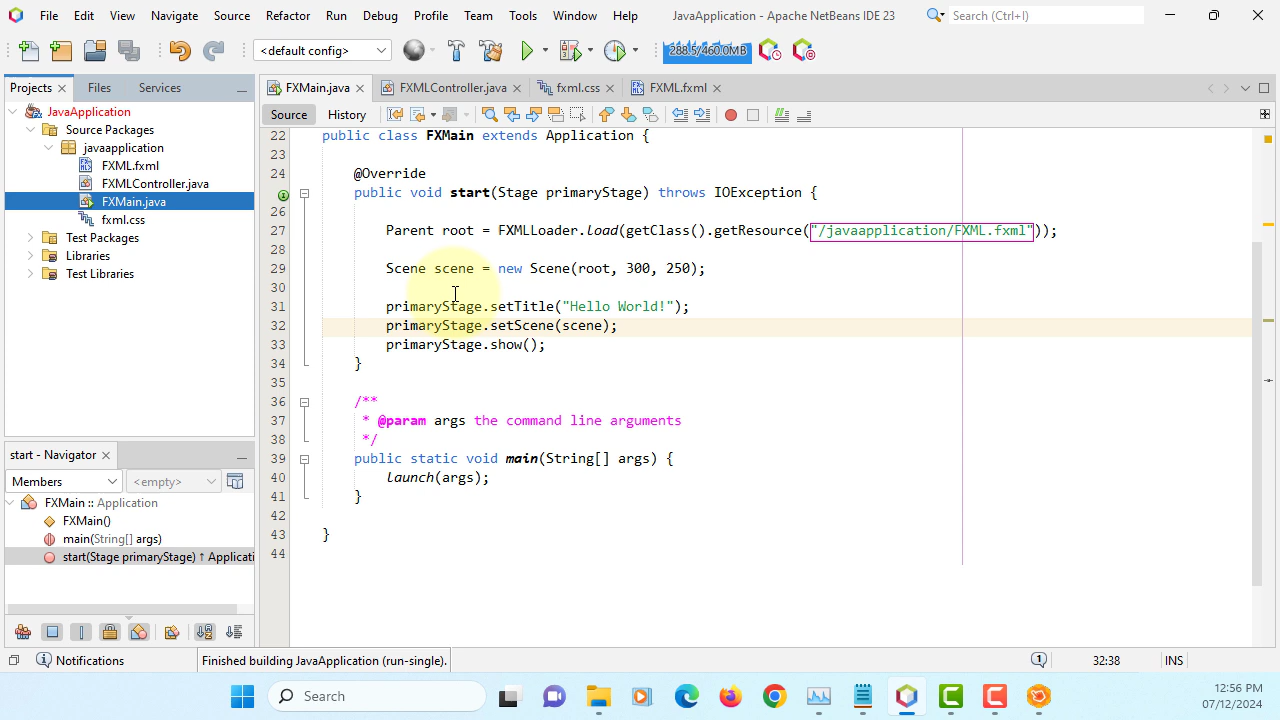 File Edit View Navigate Source Refactor Run Debug Profile Team Tools Window Help JavaApplication - Apache NetBeans IDE 23 Search (Ctrl+I)
<default config> 288.5/460.0MB
Projects Files Services FXMain.java FXMLController.java fxml.css FXML.fxml
Source History
JavaApplication
Source Packages
javaapplication
FXML.fxml
FXMLController.java
FXMain.java
fxml.css
Test Packages
Libraries
Test Libraries
22 public class FXMain extends Application {
23
24 @Override
public void start(Stage primaryStage) throws IOException {
26
27 Parent root = FXMLLoader.load(getClass().getResource("/javaapplication/FXML.fxml"));
28
29 Scene scene = new Scene(root, 300, 250);
30
31 primaryStage.setTitle("Hello World!");
32 primaryStage.setScene(scene);
33 primaryStage.show();
34 }
35
36 /**
37 * @param args the command line arguments
38 */
39 public static void main(String[] args) {
40 launch(args);
41 }
42
43 }
44
start - Navigator
Members <empty>
FXMain :: Application
FXMain()
main(String[] args)
start(Stage primaryStage) ↑ Applicati
Notifications Finished building JavaApplication (run-single). 1 32:38 INS
Search
12:56 PM
07/12/2024